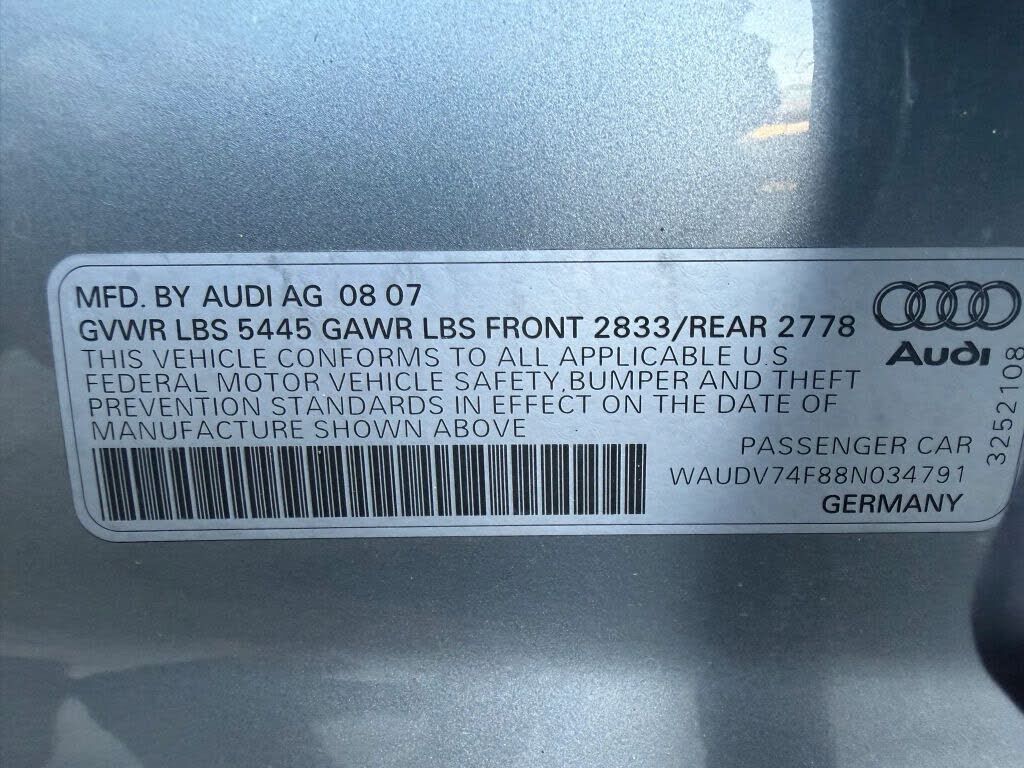 MFD. BY AUDI AG 08 07
GVWR LBS 5445 GAWR LBS FRONT 2833/REAR 2778
THIS VEHICLE CONFORMS TO ALL APPLICABLE U.S
FEDERAL MOTOR VEHICLE SAFETY,BUMPER AND THEFT
PREVENTION STANDARDS IN EFFECT ON THE DATE OF
MANUFACTURE SHOWN ABOVE
Audi
PASSENGER CAR
WAUDV74F88N034791
GERMANY
3252108